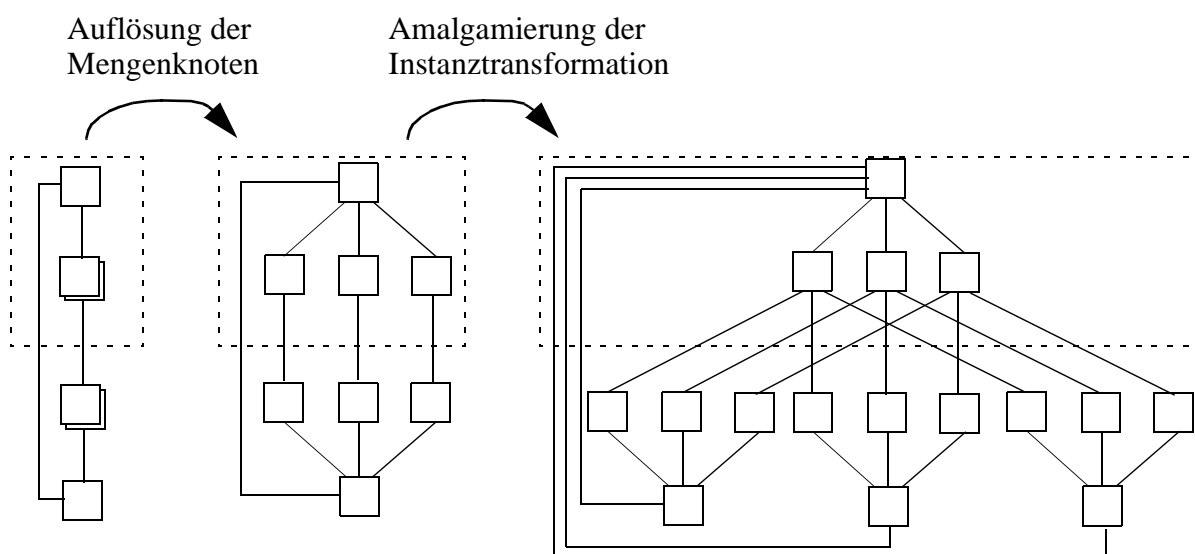 Auflösung der
Mengenknoten
Amalgamierung der
Instanztransformation